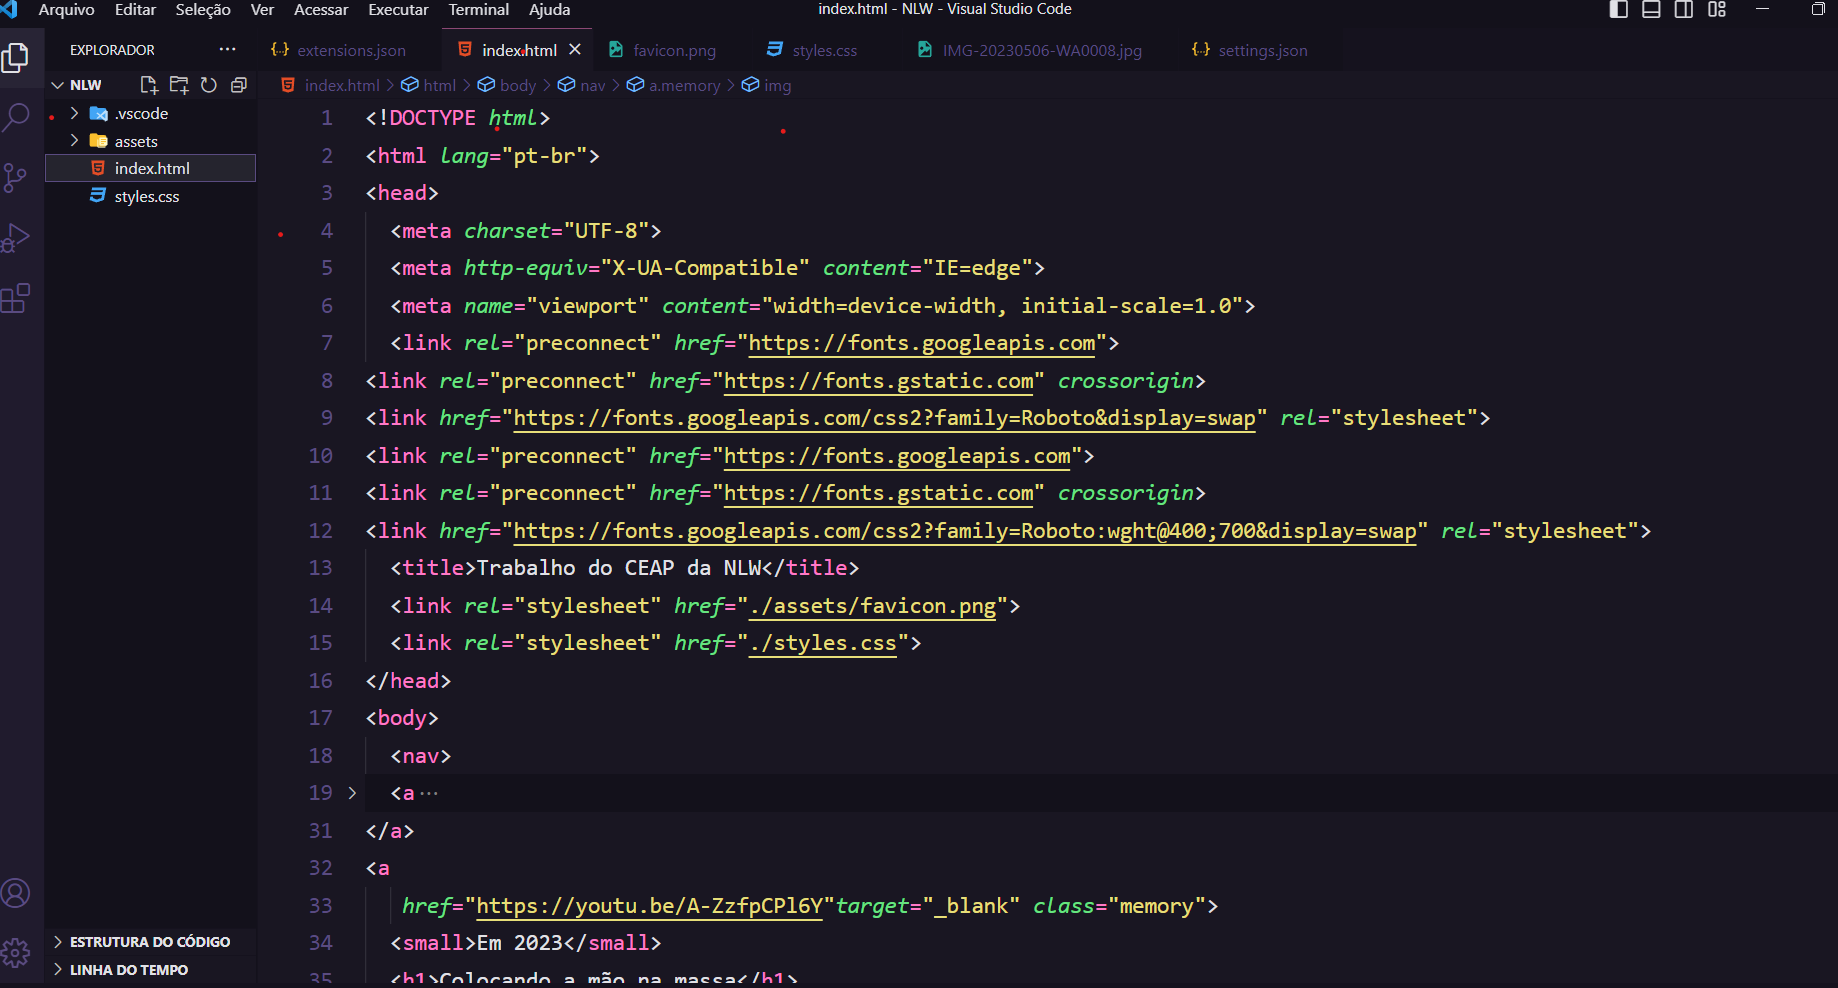 Arquivo Editar Seleção Ver Acessar Executar Terminal Ajuda
index.html - NLW - Visual Studio Code
EXPLORADOR
extensions.json
index.html
favicon.png
styles.css
IMG-20230506-WA0008.jpg
settings.json
NLW
.vscode
assets
index.html
styles.css
index.html > html > body > nav > a.memory > img
1 <!DOCTYPE html>
2 <html lang="pt-br">
3 <head>
4 <meta charset="UTF-8">
5 <meta http-equiv="X-UA-Compatible" content="IE=edge">
6 <meta name="viewport" content="width=device-width, initial-scale=1.0">
7 <link rel="preconnect" href="https://fonts.googleapis.com">
8 <link rel="preconnect" href="https://fonts.gstatic.com" crossorigin>
9 <link href="https://fonts.googleapis.com/css2?family=Roboto&display=swap" rel="stylesheet">
10 <link rel="preconnect" href="https://fonts.googleapis.com">
11 <link rel="preconnect" href="https://fonts.gstatic.com" crossorigin>
12 <link href="https://fonts.googleapis.com/css2?family=Roboto:wght@400;700&display=swap" rel="stylesheet">
13 <title>Trabalho do CEAP da NLW</title>
14 <link rel="stylesheet" href="./assets/favicon.png">
15 <link rel="stylesheet" href="./styles.css">
16 </head>
17 <body>
18 <nav>
19 <a ···
31 </a>
32 <a
33 href="https://youtu.be/A-ZzfpCPl6Y"target="_blank" class="memory">
34 <small>Em 2023</small>
35 <h1>Colocando a mão na massa</h1>
ESTRUTURA DO CÓDIGO
LINHA DO TEMPO